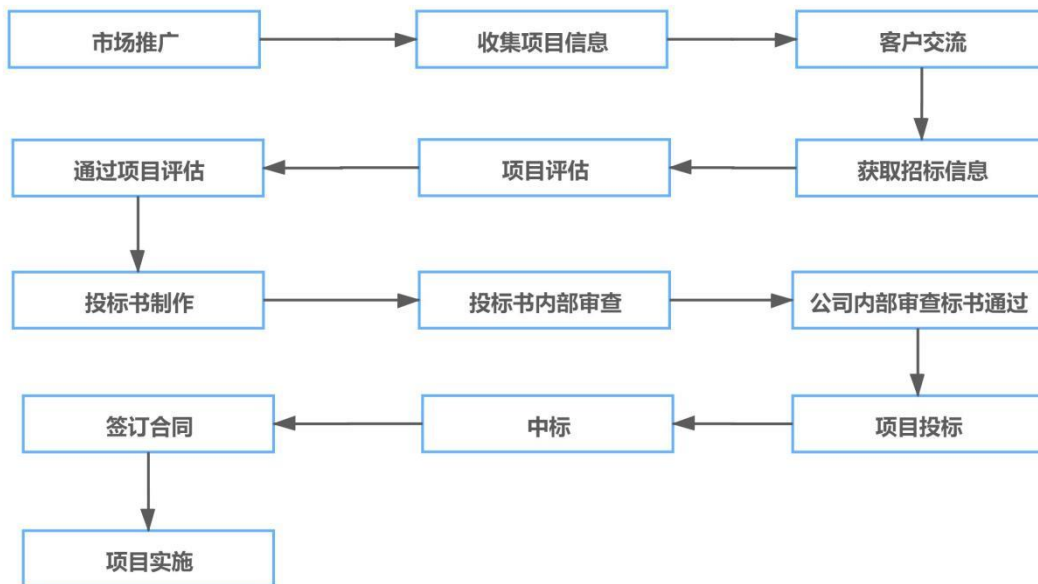 市场推广
收集项目信息
客户交流
通过项目评估
项目评估
获取招标信息
投标书制作
投标书内部审查
公司内部审查标书通过
签订合同
中标
项目投标
项目实施